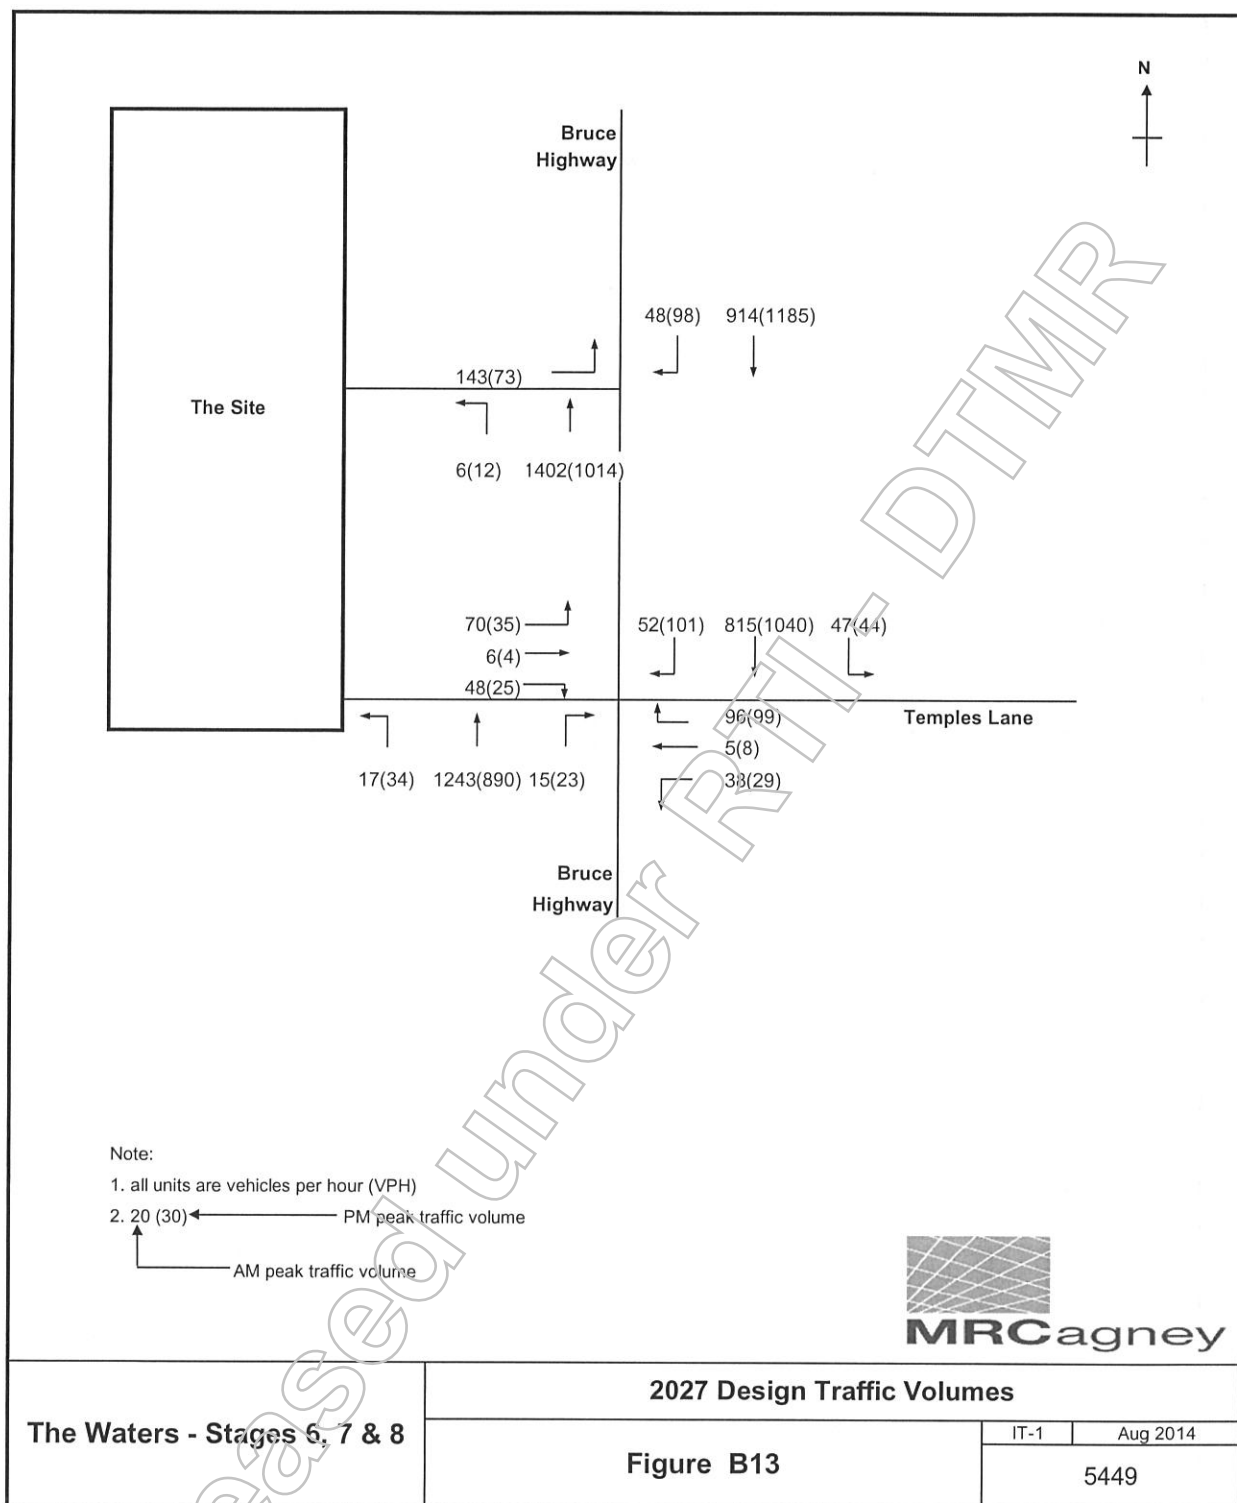 N
Bruce
Highway
48(98) 914(1185)
143(73)
The Site
6(12) 1402(1014)
70(35) 52(101) 815(1040) 47(44)
6(4)
48(25)
96(99) Temples Lane
5(8)
17(34) 1243(890) 15(23) 38(29)
Bruce
Highway
Note:
1. all units are vehicles per hour (VPH)
2. 20 (30) PM peak traffic volume
AM peak traffic volume
MRCagney
2027 Design Traffic Volumes
The Waters - Stages 6, 7 & 8
Figure B13
IT-1 Aug 2014
5449
eased under RTI - DTMR